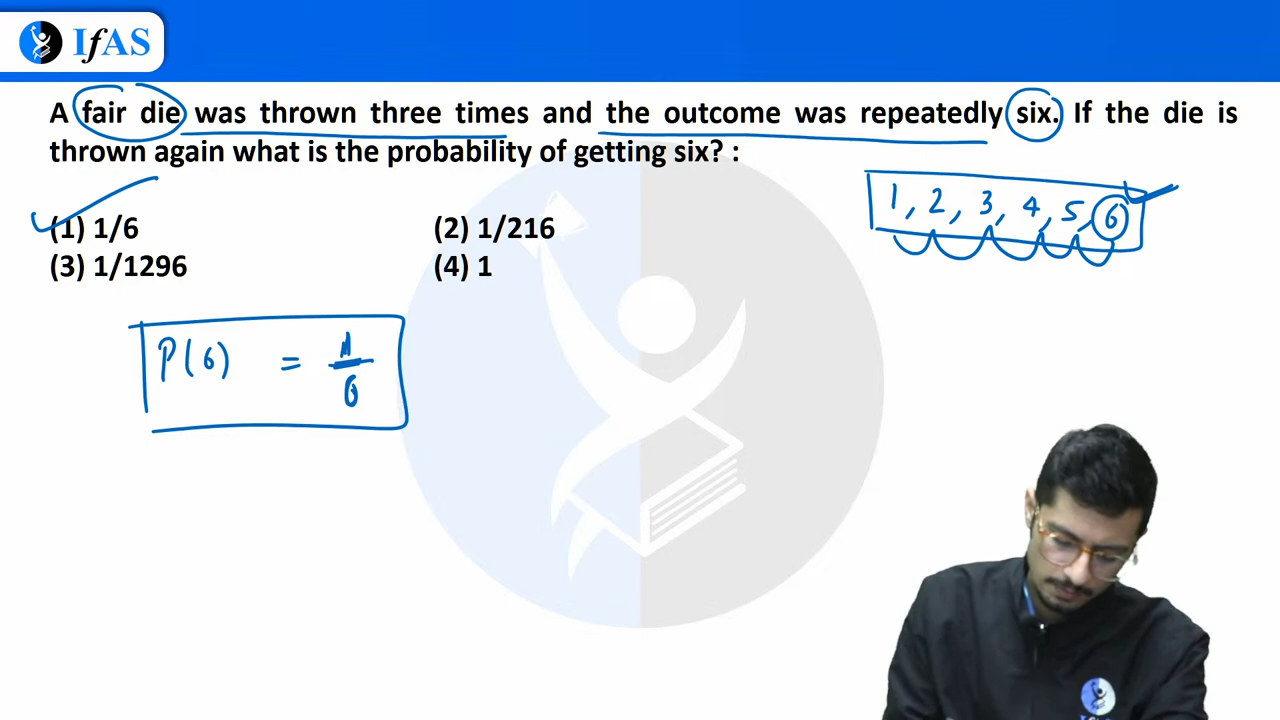 IfAS
A fair die was thrown three times and the outcome was repeatedly six. If the die is
thrown again what is the probability of getting six? :
1, 2, 3, 4, 5, 6
(1) 1/6 (2) 1/216
(3) 1/1296 (4) 1
P(6) = 1/6
IfAS